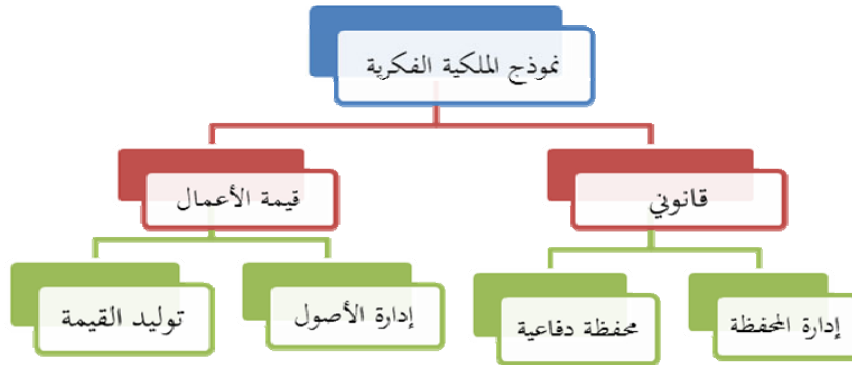 نموذج الملكية الفكرية
قانوني
قيمة الأعمال
إدارة المحفظة
محفظة دفاعية
إدارة الأصول
توليد القيمة